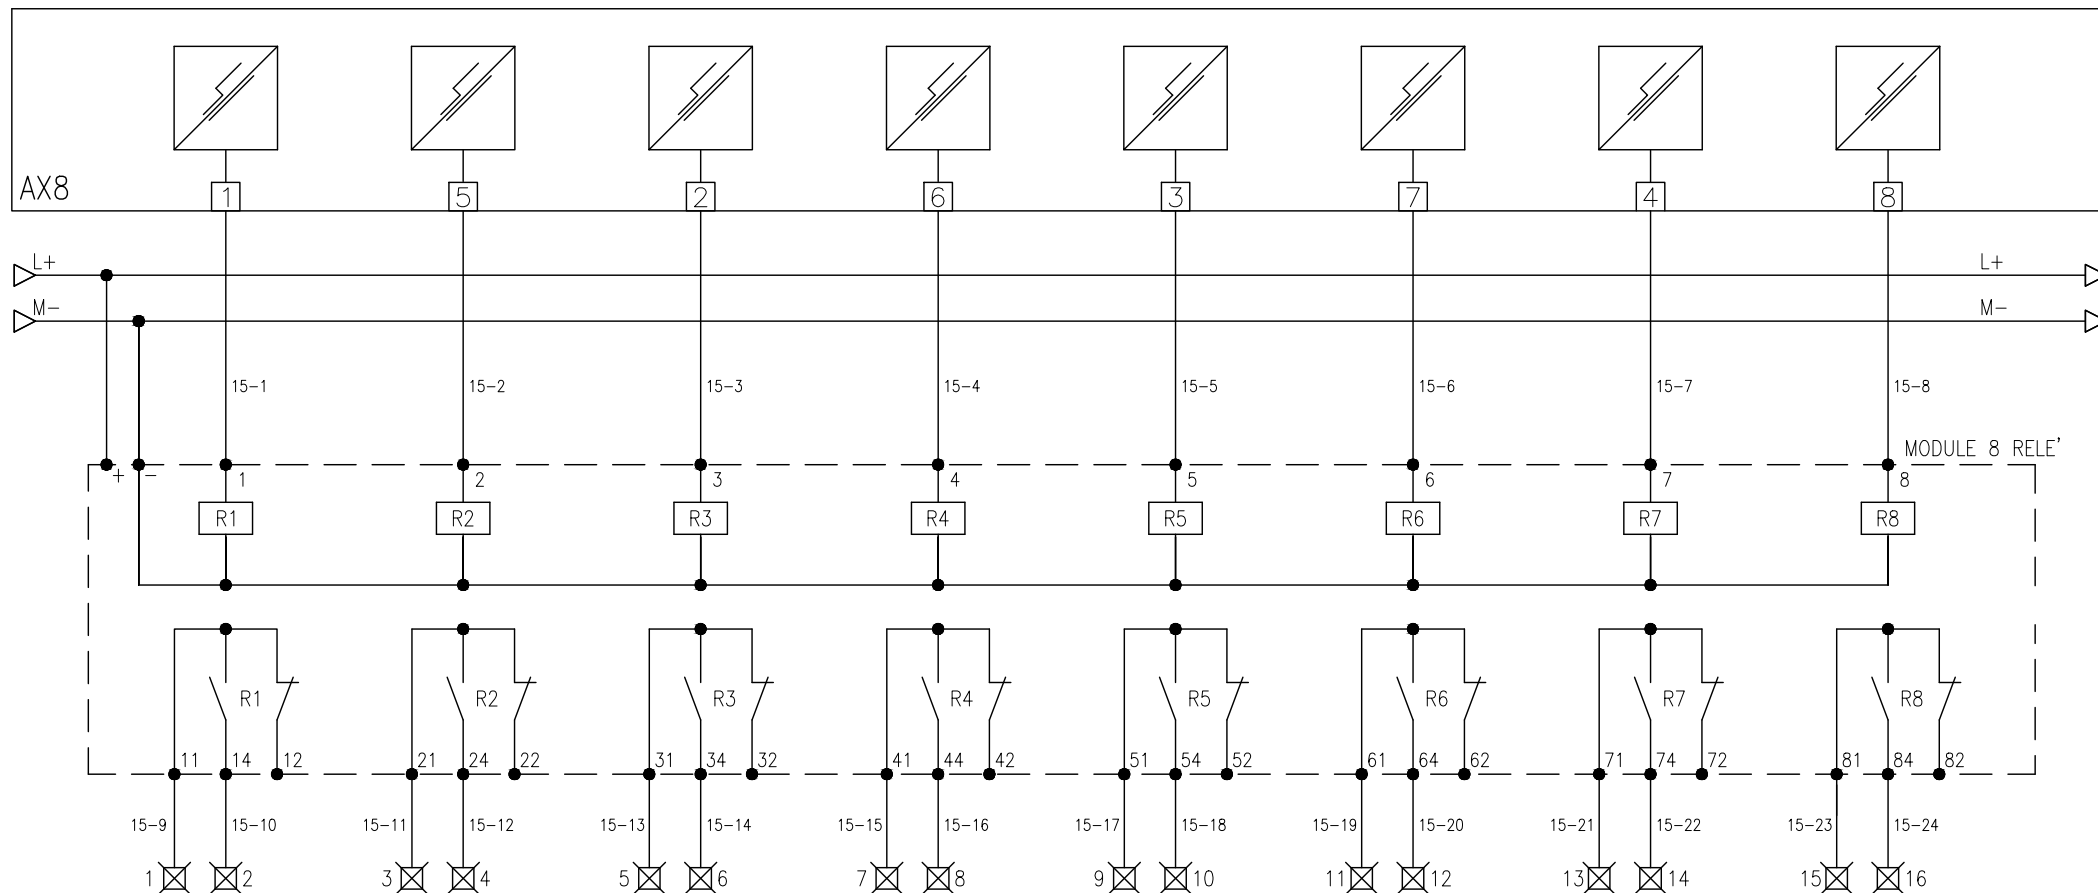 AX8 1 5 2 6 3 7 4 8
L+ L+
M- M-
15-1 15-2 15-3 15-4 15-5 15-6 15-7 15-8
MODULE 8 RELE'
+ - 1 2 3 4 5 6 7 8
R1 R2 R3 R4 R5 R6 R7 R8
R1 R2 R3 R4 R5 R6 R7 R8
11 14 12 21 24 22 31 34 32 41 44 42 51 54 52 61 64 62 71 74 72 81 84 82
15-9 15-10 15-11 15-12 15-13 15-14 15-15 15-16 15-17 15-18 15-19 15-20 15-21 15-22 15-23 15-24
1 2 3 4 5 6 7 8 9 10 11 12 13 14 15 16